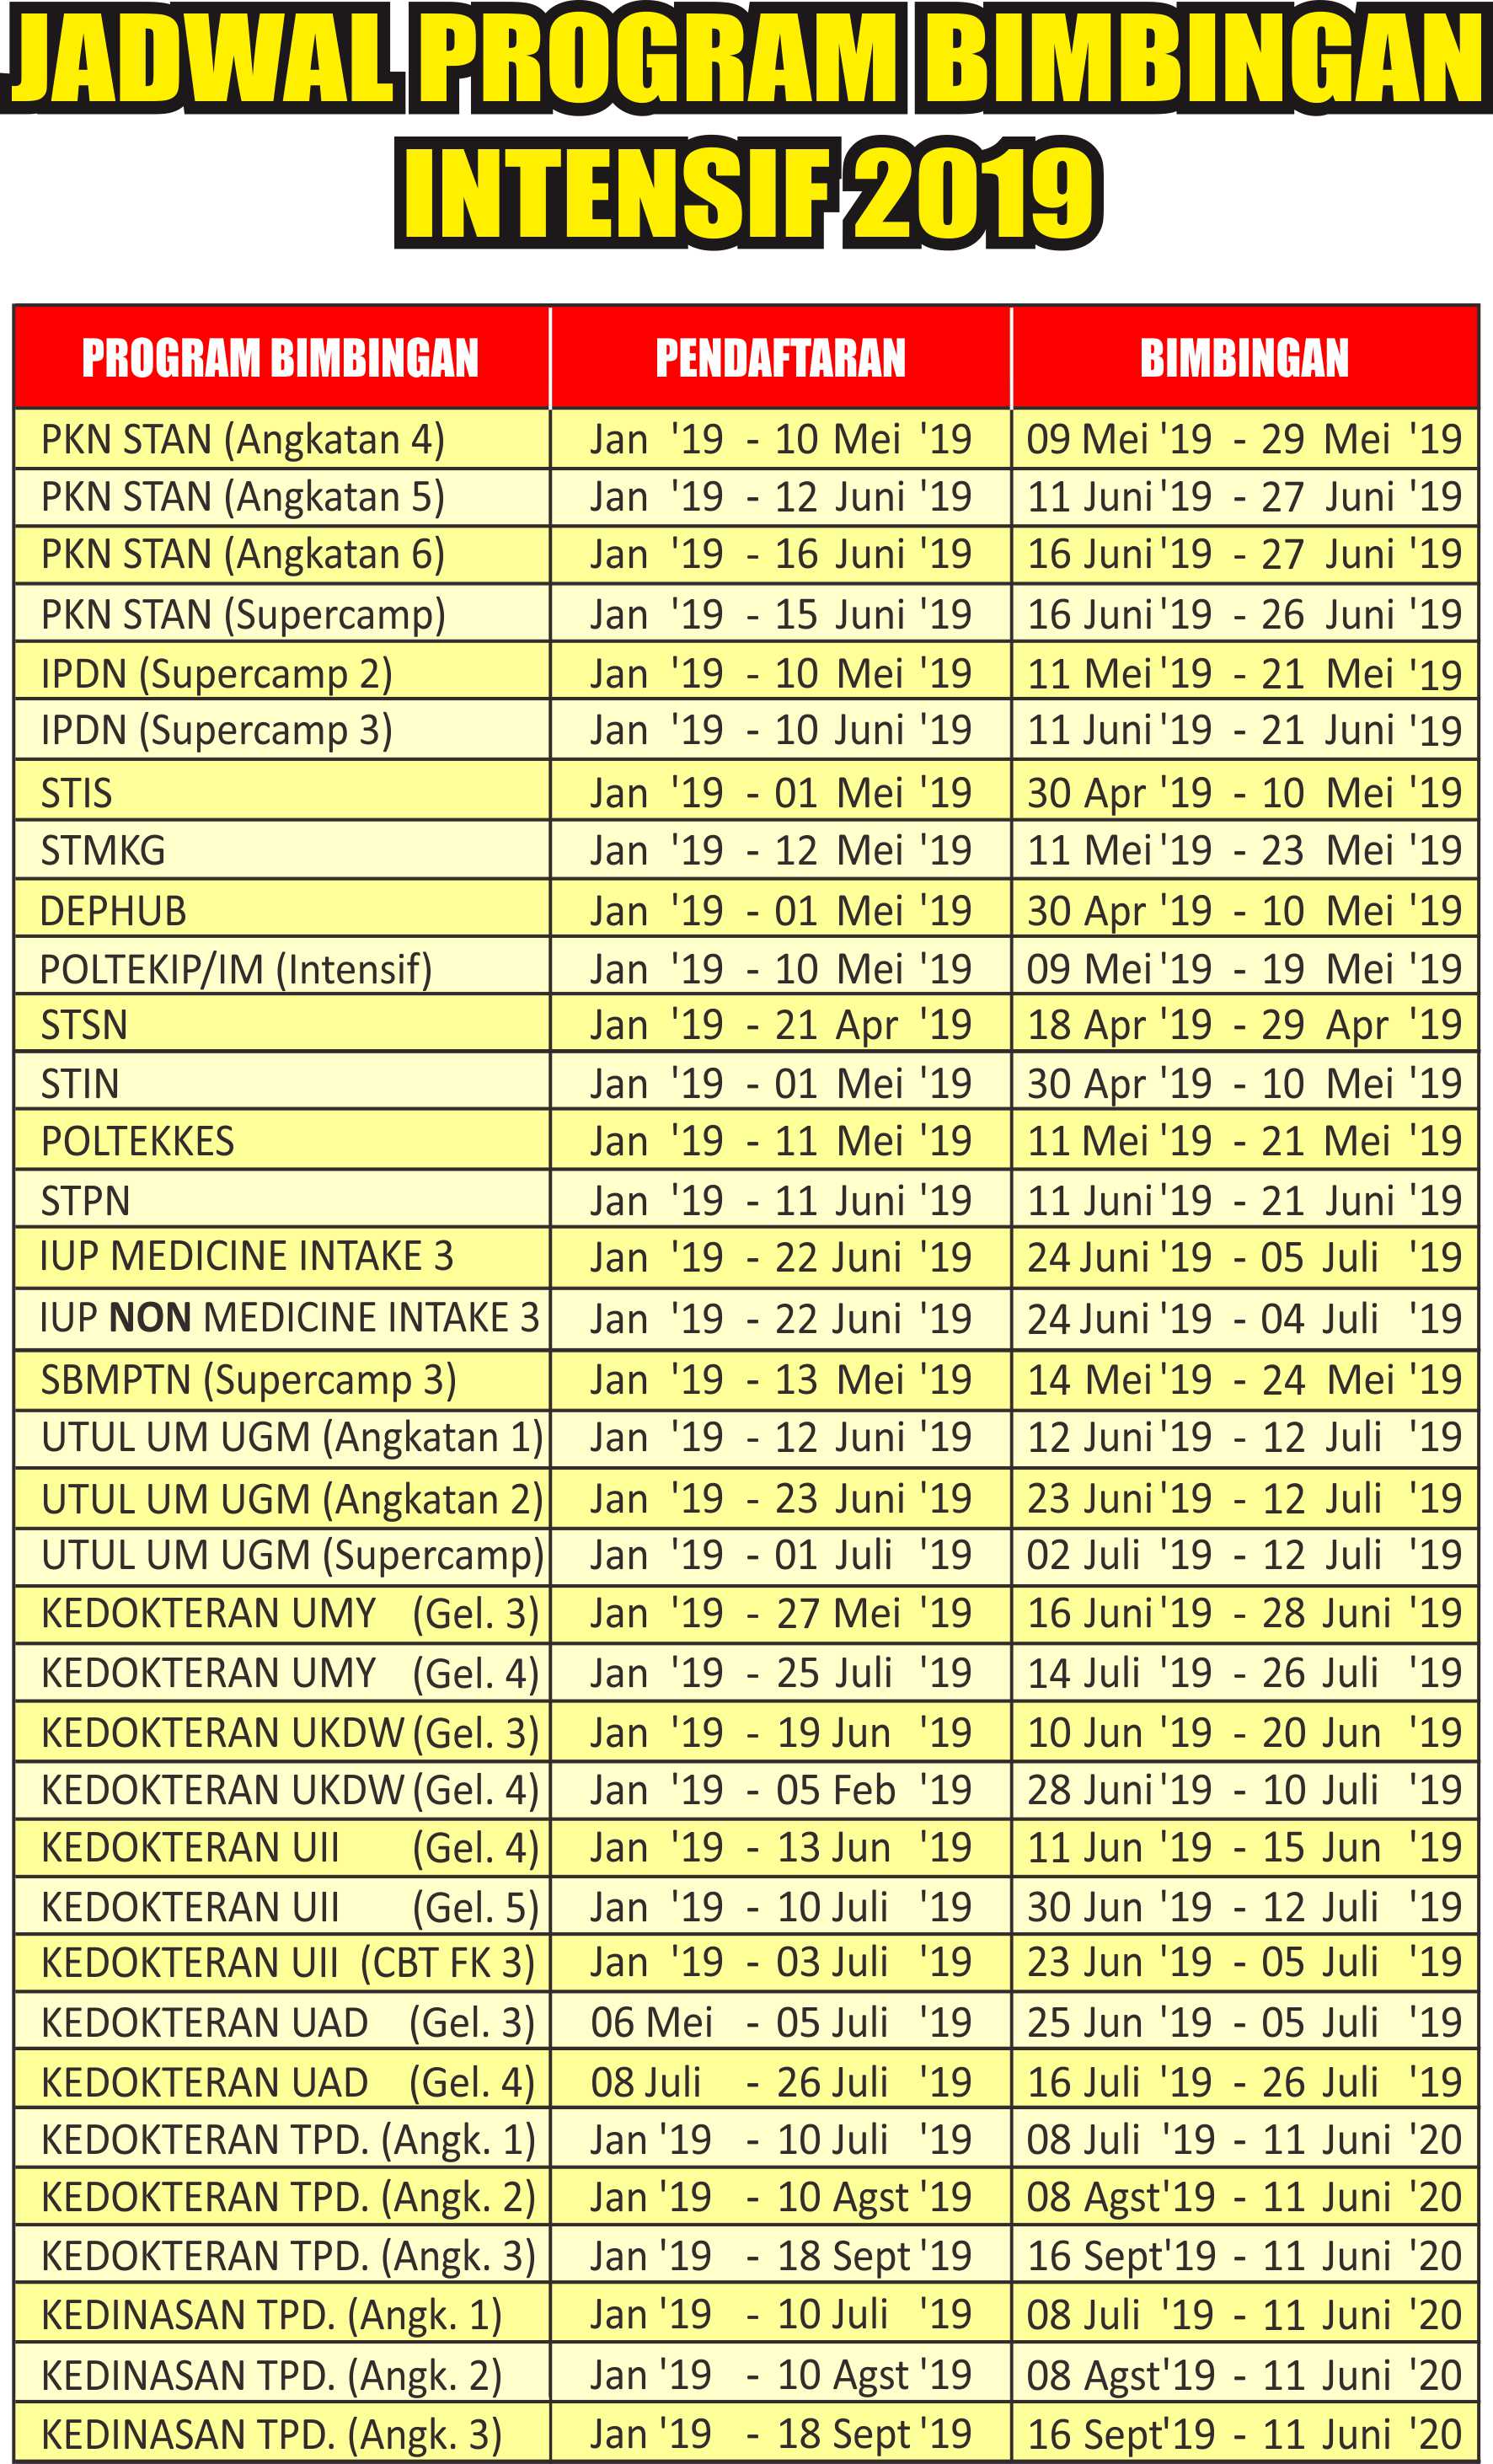 JADWAL PROGRAM BIMBINGAN
INTENSIF 2019
PROGRAM BIMBINGAN PENDAFTARAN BIMBINGAN
PKN STAN (Angkatan 4) Jan '19 - 10 Mei '19 09 Mei '19 - 29 Mei '19
PKN STAN (Angkatan 5) Jan '19 - 12 Juni '19 11 Juni '19 - 27 Juni '19
PKN STAN (Angkatan 6) Jan '19 - 16 Juni '19 16 Juni '19 - 27 Juni '19
PKN STAN (Supercamp) Jan '19 - 15 Juni '19 16 Juni '19 - 26 Juni '19
IPDN (Supercamp 2) Jan '19 - 10 Mei '19 11 Mei '19 - 21 Mei '19
IPDN (Supercamp 3) Jan '19 - 10 Juni '19 11 Juni '19 - 21 Juni '19
STIS Jan '19 - 01 Mei '19 30 Apr '19 - 10 Mei '19
STMKG Jan '19 - 12 Mei '19 11 Mei '19 - 23 Mei '19
DEPHUB Jan '19 - 01 Mei '19 30 Apr '19 - 10 Mei '19
POLTEKIP/IM (Intensif) Jan '19 - 10 Mei '19 09 Mei '19 - 19 Mei '19
STSN Jan '19 - 21 Apr '19 18 Apr '19 - 29 Apr '19
STIN Jan '19 - 01 Mei '19 30 Apr '19 - 10 Mei '19
POLTEKKES Jan '19 - 11 Mei '19 11 Mei '19 - 21 Mei '19
STPN Jan '19 - 11 Juni '19 11 Juni '19 - 21 Juni '19
IUP MEDICINE INTAKE 3 Jan '19 - 22 Juni '19 24 Juni '19 - 05 Juli '19
IUP NON MEDICINE INTAKE 3 Jan '19 - 22 Juni '19 24 Juni '19 - 04 Juli '19
SBMPTN (Supercamp 3) Jan '19 - 13 Mei '19 14 Mei '19 - 24 Mei '19
UTUL UM UGM (Angkatan 1) Jan '19 - 12 Juni '19 12 Juni '19 - 12 Juli '19
UTUL UM UGM (Angkatan 2) Jan '19 - 23 Juni '19 23 Juni '19 - 12 Juli '19
UTUL UM UGM (Supercamp) Jan '19 - 01 Juli '19 02 Juli '19 - 12 Juli '19
KEDOKTERAN UMY (Gel. 3) Jan '19 - 27 Mei '19 16 Juni '19 - 28 Juni '19
KEDOKTERAN UMY (Gel. 4) Jan '19 - 25 Juli '19 14 Juli '19 - 26 Juli '19
KEDOKTERAN UKDW (Gel. 3) Jan '19 - 19 Jun '19 10 Jun '19 - 20 Jun '19
KEDOKTERAN UKDW (Gel. 4) Jan '19 - 05 Feb '19 28 Juni '19 - 10 Juli '19
KEDOKTERAN UII (Gel. 4) Jan '19 - 13 Jun '19 11 Jun '19 - 15 Jun '19
KEDOKTERAN UII (Gel. 5) Jan '19 - 10 Juli '19 30 Jun '19 - 12 Juli '19
KEDOKTERAN UII (CBT FK 3) Jan '19 - 03 Juli '19 23 Jun '19 - 05 Juli '19
KEDOKTERAN UAD (Gel. 3) 06 Mei - 05 Juli '19 25 Jun '19 - 05 Juli '19
KEDOKTERAN UAD (Gel. 4) 08 Juli - 26 Juli '19 16 Juli '19 - 26 Juli '19
KEDOKTERAN TPD. (Angk. 1) Jan '19 - 10 Juli '19 08 Juli '19 - 11 Juni '20
KEDOKTERAN TPD. (Angk. 2) Jan '19 - 10 Agst '19 08 Agst'19 - 11 Juni '20
KEDOKTERAN TPD. (Angk. 3) Jan '19 - 18 Sept '19 16 Sept'19 - 11 Juni '20
KEDINASAN TPD. (Angk. 1) Jan '19 - 10 Juli '19 08 Juli '19 - 11 Juni '20
KEDINASAN TPD. (Angk. 2) Jan '19 - 10 Agst '19 08 Agst'19 - 11 Juni '20
KEDINASAN TPD. (Angk. 3) Jan '19 - 18 Sept '19 16 Sept'19 - 11 Juni '20